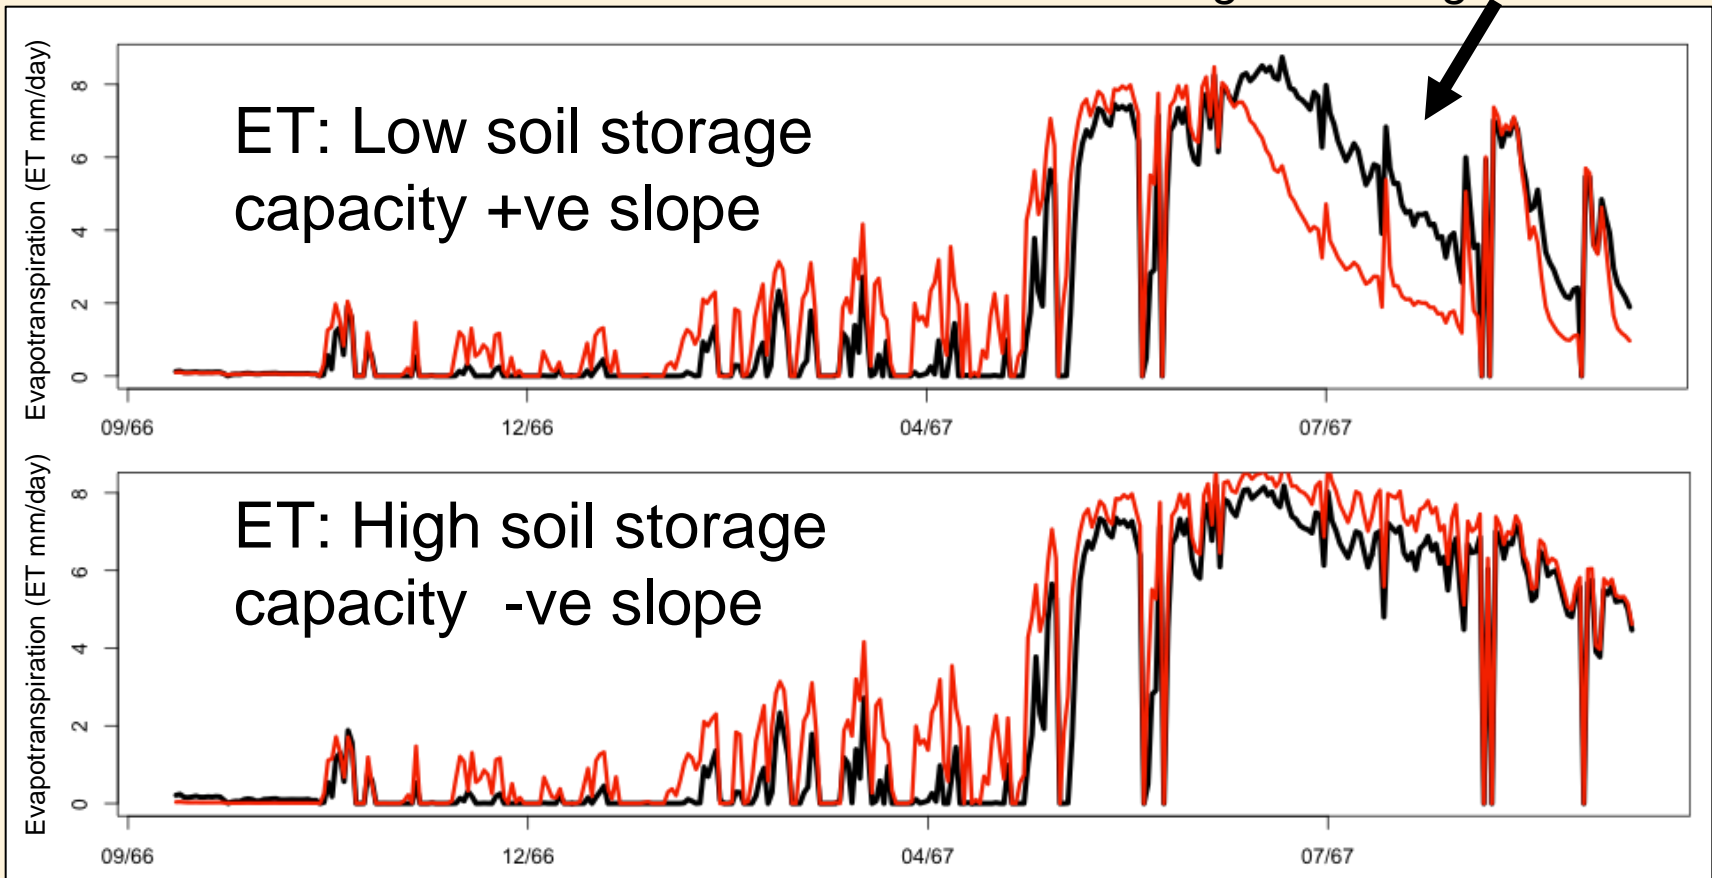 Evapotranspiration (ET mm/day)
8
6
4
2
0
ET: Low soil storage
capacity +ve slope
09/66 12/66 04/67 07/67
Evapotranspiration (ET mm/day)
8
6
4
2
0
ET: High soil storage
capacity -ve slope
09/66 12/66 04/67 07/67